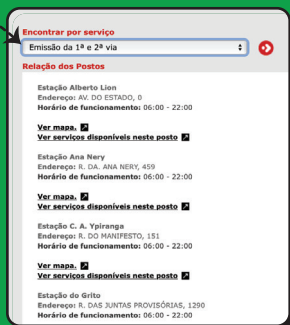 Encontrar por serviço
Emissão da 1ª e 2ª via
Relação dos Postos
Estação Alberto Lion
Endereço: AV. DO ESTADO, 0
Horário de funcionamento: 06:00 - 22:00
Ver mapa.
Ver serviços disponíveis neste posto
Estação Ana Nery
Endereço: R. DA. ANA NERY, 459
Horário de funcionamento: 06:00 - 22:00
Ver mapa.
Ver serviços disponíveis neste posto
Estação C. A. Ypiranga
Endereço: R. DO MANIFESTO, 151
Horário de funcionamento: 06:00 - 22:00
Ver mapa.
Ver serviços disponíveis neste posto
Estação do Grito
Endereço: R. DAS JUNTAS PROVISÓRIAS, 1290
Horário de funcionamento: 06:00 - 22:00